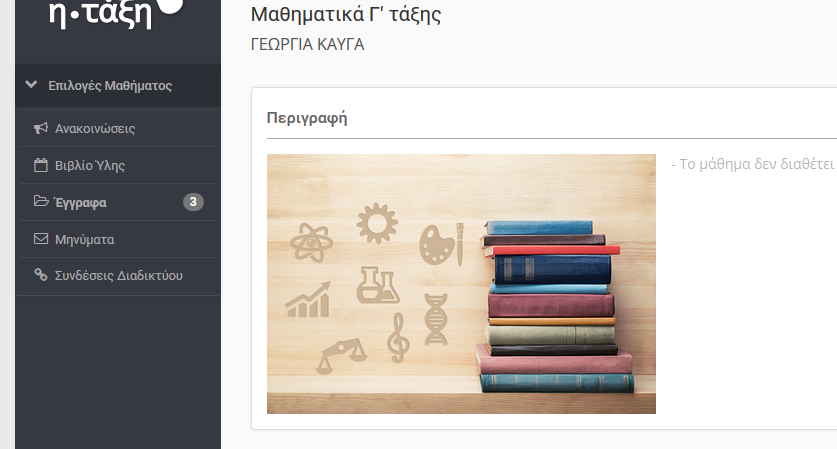 η·τάξη
Μαθηματικά Γ' τάξης
ΓΕΩΡΓΙΑ ΚΑΥΓΑ
Επιλογές Μαθήματος
Ανακοινώσεις
Βιβλίο Ύλης
Έγγραφα 3
Μηνύματα
Συνδέσεις Διαδικτύου
Περιγραφή
- Το μάθημα δεν διαθέτει